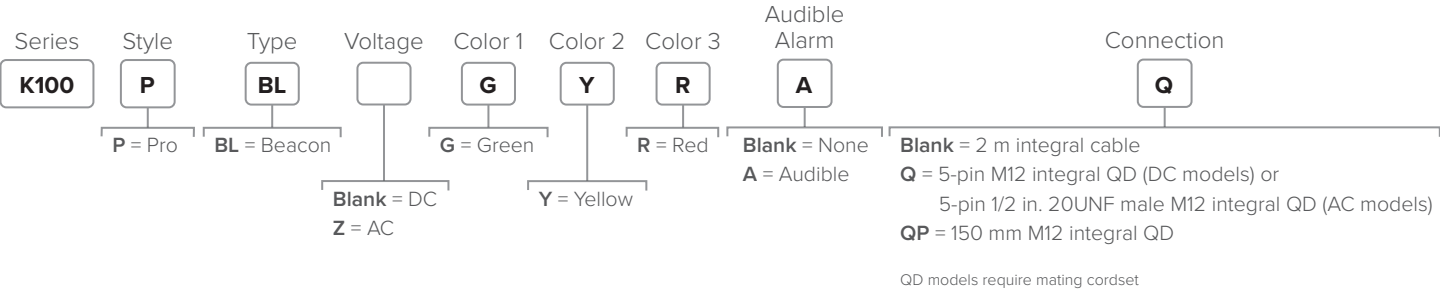 Series Style Type Voltage Color 1 Color 2 Color 3 Audible Alarm Connection
K100 P BL G Y R A Q
P = Pro
BL = Beacon
Blank = DC
Z = AC
G = Green
Y = Yellow
R = Red
Blank = None
A = Audible
Blank = 2 m integral cable
Q = 5-pin M12 integral QD (DC models) or
5-pin 1/2 in. 20UNF male M12 integral QD (AC models)
QP = 150 mm M12 integral QD
QD models require mating cordset